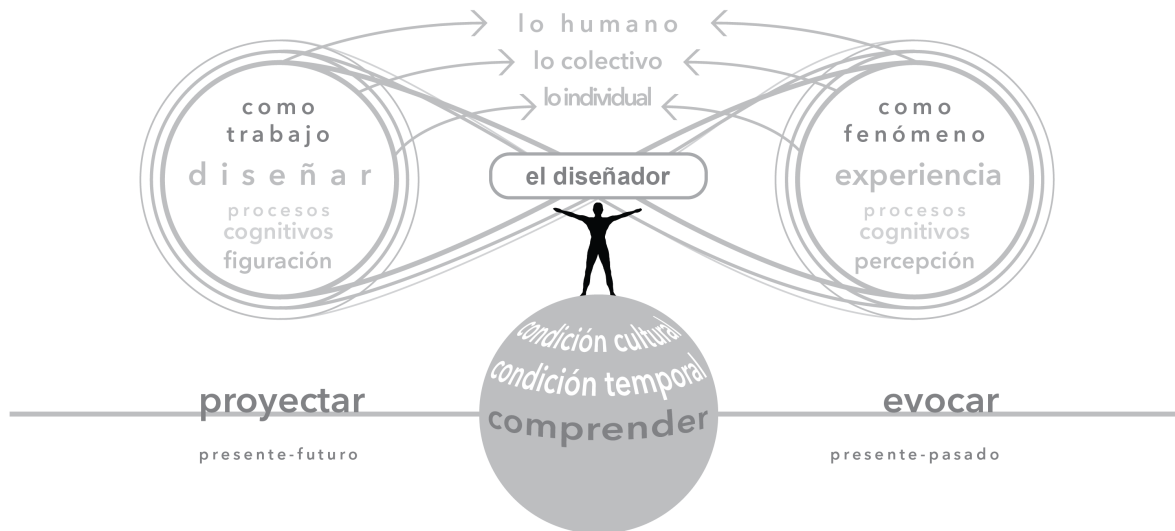 lo humano
lo colectivo
lo individual
como
trabajo
diseñar
procesos
cognitivos
figuración
el diseñador
como
fenómeno
experiencia
procesos
cognitivos
percepción
condición cultural
condición temporal
comprender
proyectar
presente-futuro
evocar
presente-pasado